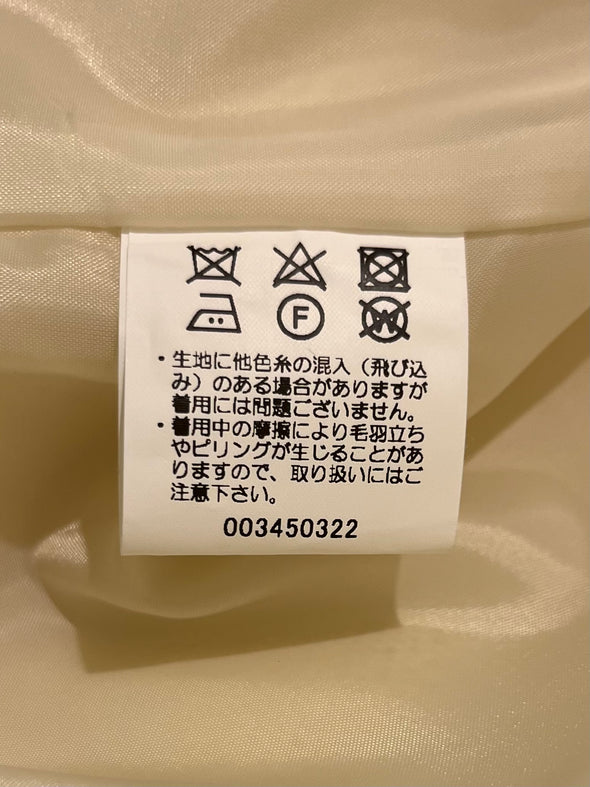 F W
・生地に他色糸の混入（飛び込
み）のある場合がありますが
着用には問題ございません。
・着用中の摩擦により毛羽立ち
やピリングが生じることがあ
りますので、取り扱いにはご
注意下さい。
003450322